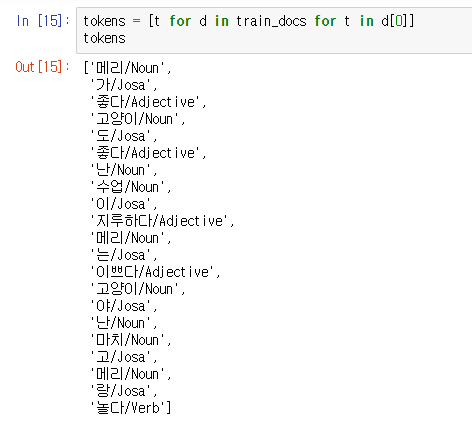 In [15]: tokens = [t for d in train_docs for t in d[0]]
tokens
Out[15]: ['메리/Noun',
'가/Josa',
'좋다/Adjective',
'고양이/Noun',
'도/Josa',
'좋다/Adjective',
'난/Noun',
'수업/Noun',
'이/Josa',
'지루하다/Adjective',
'메리/Noun',
'는/Josa',
'이쁘다/Adjective',
'고양이/Noun',
'야/Josa',
'난/Noun',
'마치/Noun',
'고/Josa',
'메리/Noun',
'랑/Josa',
'놀다/Verb']